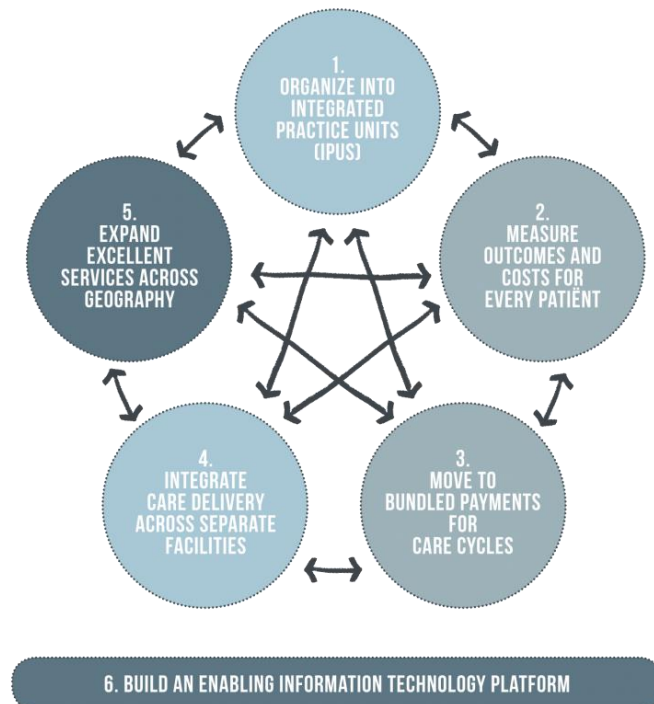 1.
ORGANIZE INTO
INTEGRATED
PRACTICE UNITS
(IPUS)
2.
MEASURE
OUTCOMES AND
COSTS FOR
EVERY PATIËNT
3.
MOVE TO
BUNDLED PAYMENTS
FOR
CARE CYCLES
4.
INTEGRATE
CARE DELIVERY
ACROSS SEPARATE
FACILITIES
5.
EXPAND
EXCELLENT
SERVICES ACROSS
GEOGRAPHY
6. BUILD AN ENABLING INFORMATION TECHNOLOGY PLATFORM